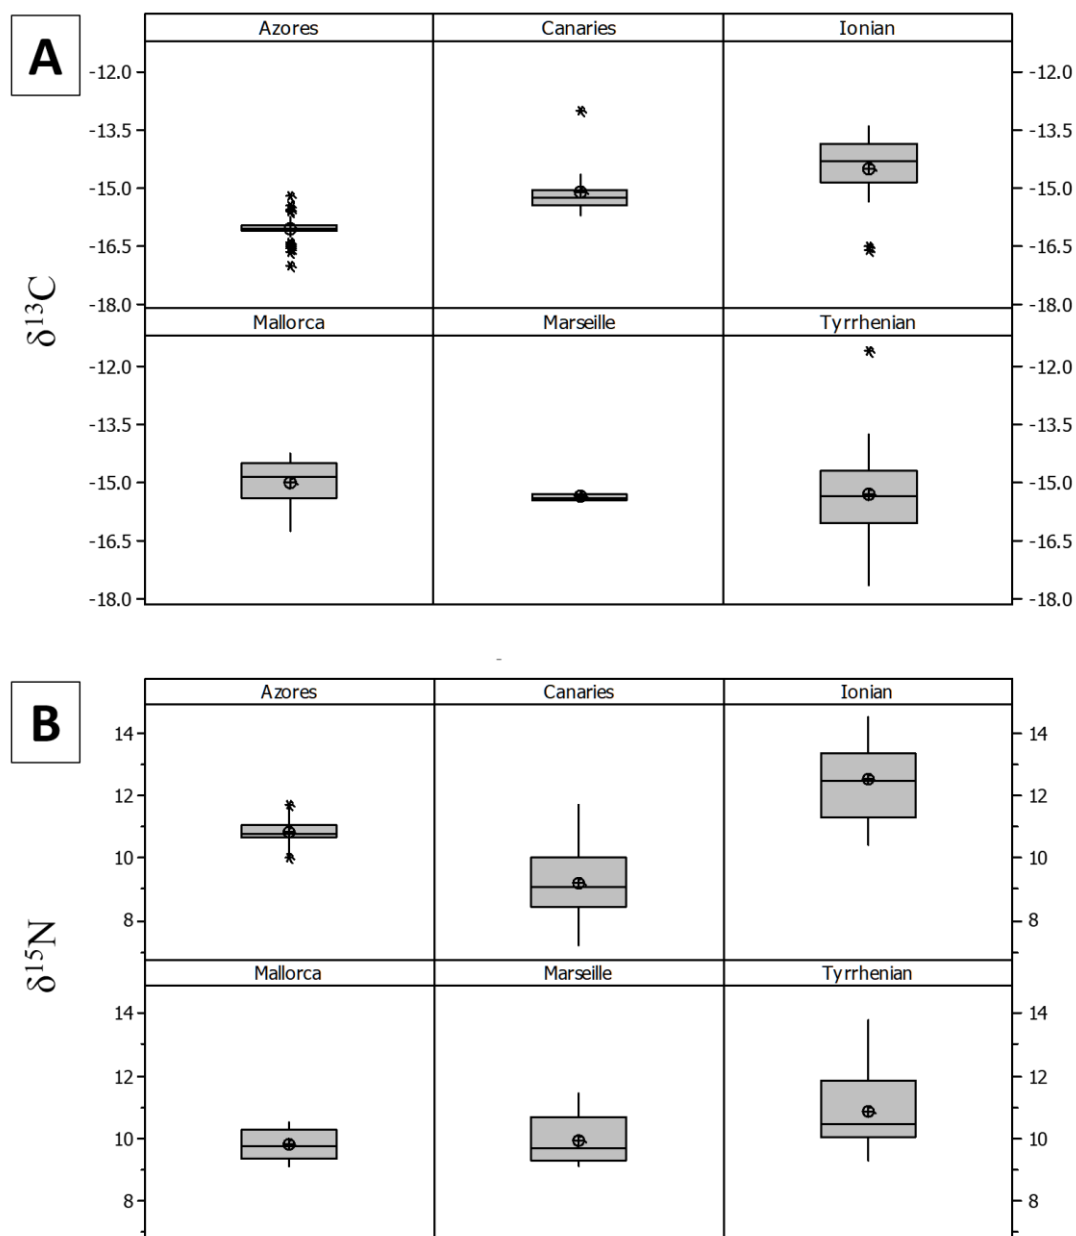 A
Azores Canaries Ionian
-12.0 -12.0
-13.5 -13.5
-15.0 -15.0
-16.5 -16.5
-18.0 -18.0
δ¹³C
Mallorca Marseille Tyrrhenian
-12.0 -12.0
-13.5 -13.5
-15.0 -15.0
-16.5 -16.5
-18.0 -18.0
B
Azores Canaries Ionian
14 14
12 12
10 10
8 8
δ¹⁵N
Mallorca Marseille Tyrrhenian
14 14
12 12
10 10
8 8